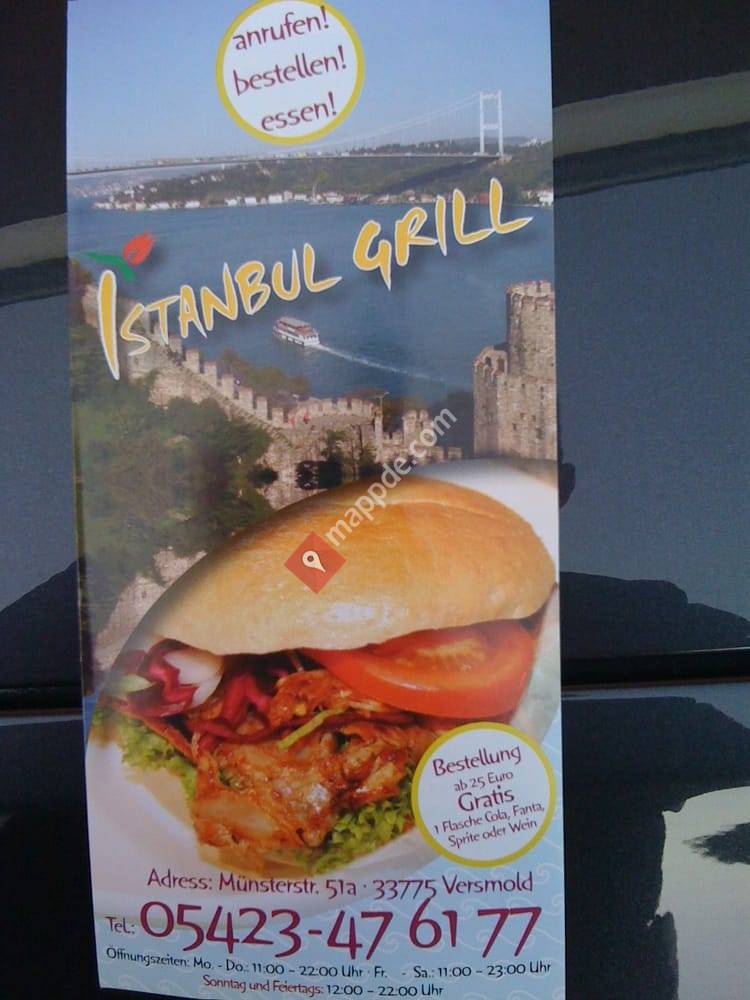 anrufen!
bestellen!
essen!
İSTANBUL GRILL
mappde.com
Bestellung
ab 25 Euro
Gratis
1 Flasche Cola, Fanta,
Sprite oder Wein
Adress: Münsterstr. 51a · 33775 Versmold
Tel.: 05423-47 61 77
Öffnungszeiten: Mo. - Do.: 11:00 – 22:00 Uhr · Fr. - Sa.: 11:00 – 23:00 Uhr
Sonntag und Feiertags: 12:00 – 22:00 Uhr